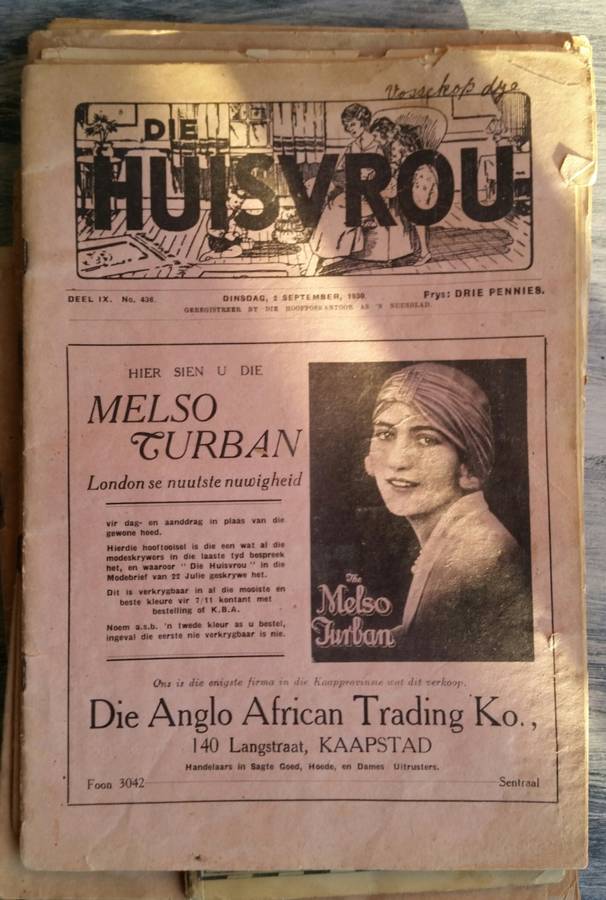 Vosschop dye
DIE
HUISVROU
DEEL IX. No. 436. DINSDAG, 2 SEPTEMBER, 1930. Prys: DRIE PENNIES.
GEREGISTREER BY DIE HOOFPOSKANTOOR AS 'N NUUSBLAD.
HIER SIEN U DIE
MELSO
TURBAN
London se nuutste nuwigheid
vir dag- en aanddrag in plaas van die
gewone hoed.
Hierdie hooftooisel is die een wat al die
modeskrywers in die laaste tyd bespreek
het, en waaroor "Die Huisvrou" in die
Modebrief van 22 Julie geskrywe het.
Dit is verkrygbaar in al die mooiste en
beste kleure vir 7/11 kontant met
bestelling of K.B.A.
Noem a.s.b. 'n twede kleur as u bestel,
ingeval die eerste nie verkrygbaar is nie.
The
Melso
Turban
Ons is die enigste firma in die Kaapprovinsie wat dit verkoop.
Die Anglo African Trading Ko.,
140 Langstraat, KAAPSTAD
Handelaars in Sagte Goed, Hoede, en Dames Uitrusters.
Foon 3042 Sentraal